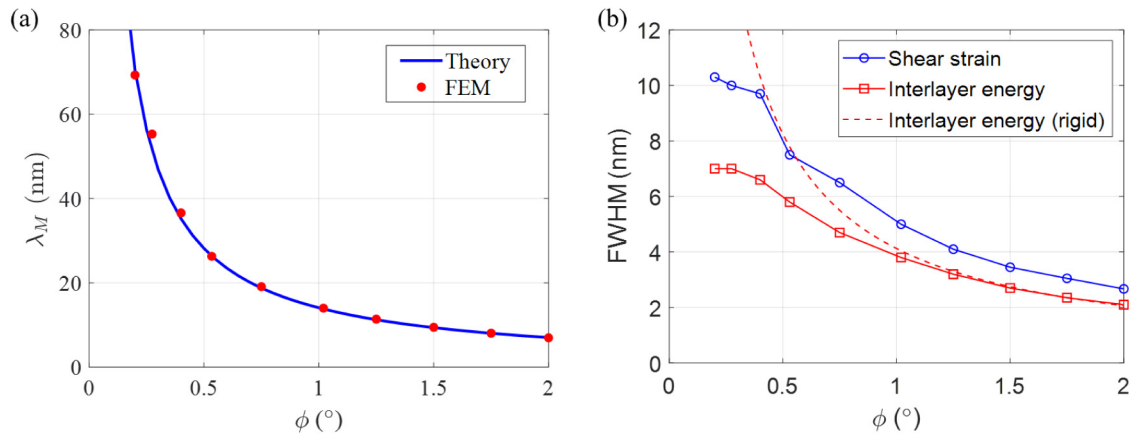 (a)
80
60
40
20
0
λ_M (nm)
Theory
FEM
0 0.5 1 1.5 2
ϕ (°)
(b)
12
10
8
6
4
2
0
FWHM (nm)
Shear strain
Interlayer energy
Interlayer energy (rigid)
0 0.5 1 1.5 2
ϕ (°)